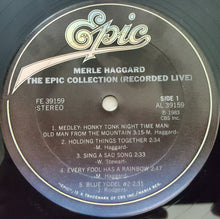 Epic
MERLE HAGGARD
THE EPIC COLLECTION (RECORDED LIVE)
FE 39159
STEREO
SIDE 1
AL 39159
℗ 1983
CBS Inc.
1. MEDLEY: HONKY TONK NIGHT TIME MAN
OLD MAN FROM THE MOUNTAIN 3:15 -M. Haggard-
2. HOLDING THINGS TOGETHER 2:34
-M. Haggard-
3. SING A SAD SONG 2:33
-W. Stewart-
4. EVERY FOOL HAS A RAINBOW 2:47
-M. Haggard-
5. BLUE YODEL #2 2:02
-J. Rodgers-